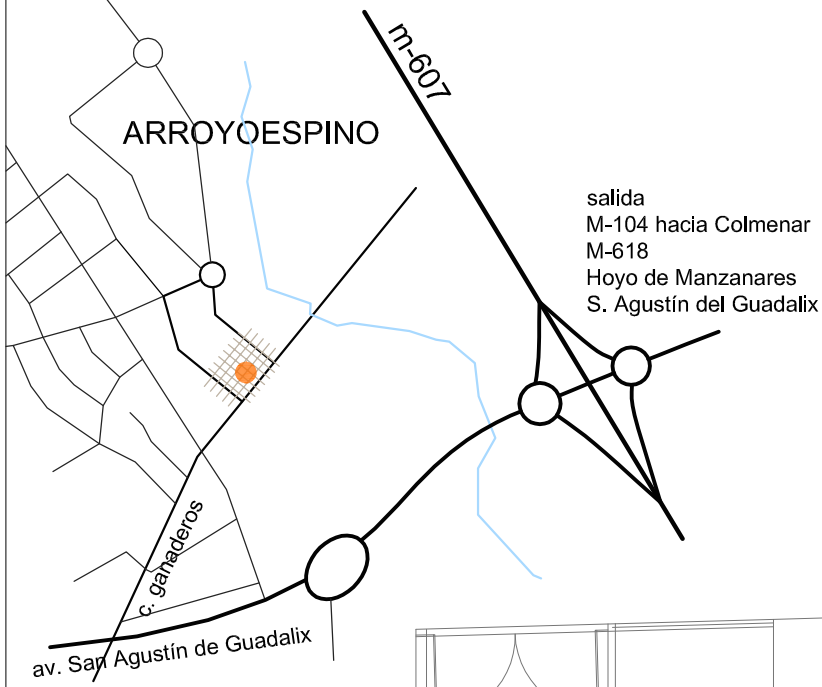 m-607
ARROYOESPINO
salida
M-104 hacia Colmenar
M-618
Hoyo de Manzanares
S. Agustín del Guadalix
c. ganaderos
av. San Agustín de Guadalix